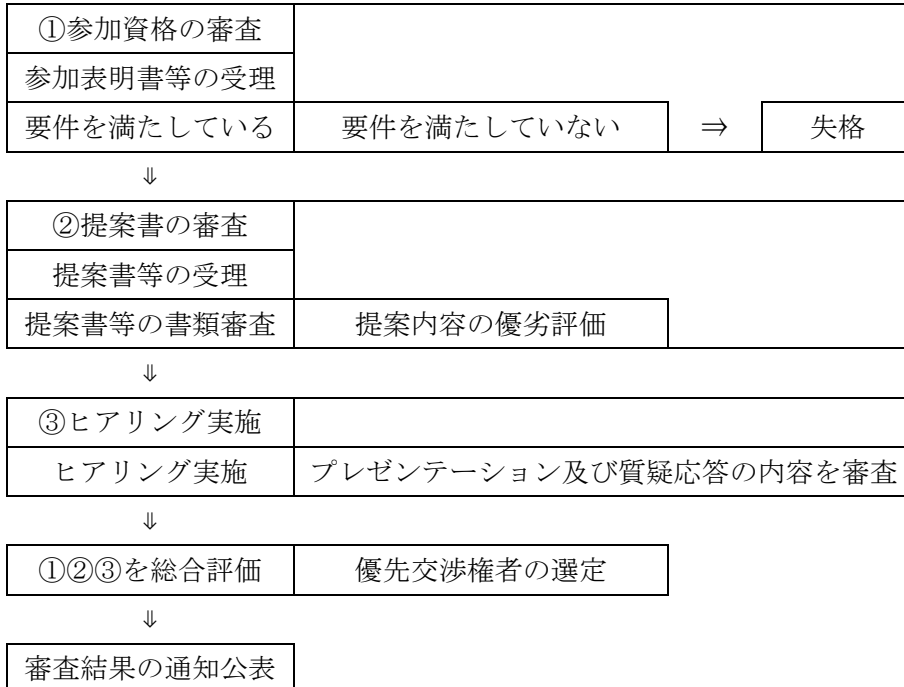 ①参加資格の審査
参加表明書等の受理
要件を満たしている 要件を満たしていない ⇒ 失格
⇓
②提案書の審査
提案書等の受理
提案書等の書類審査 提案内容の優劣評価
⇓
③ヒアリング実施
ヒアリング実施 プレゼンテーション及び質疑応答の内容を審査
⇓
①②③を総合評価 優先交渉権者の選定
⇓
審査結果の通知公表